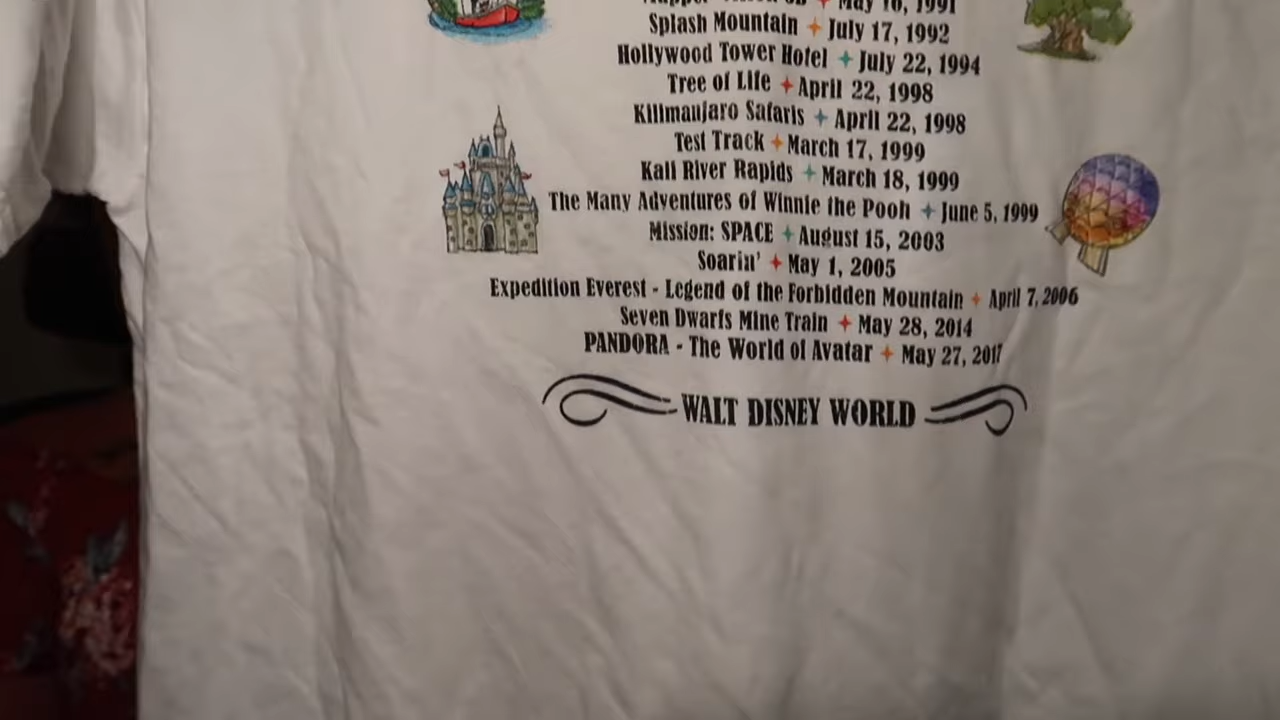 May 16, 1991
Splash Mountain ✦ July 17, 1992
Hollywood Tower Hotel ✦ July 22, 1994
Tree of Life ✦ April 22, 1998
Kilimanjaro Safaris ✦ April 22, 1998
Test Track ✦ March 17, 1999
Kali River Rapids ✦ March 18, 1999
The Many Adventures of Winnie the Pooh ✦ June 5, 1999
Mission: SPACE ✦ August 15, 2003
Soarin' ✦ May 1, 2005
Expedition Everest - Legend of the Forbidden Mountain ✦ April 7, 2006
Seven Dwarfs Mine Train ✦ May 28, 2014
PANDORA - The World of Avatar ✦ May 27, 2017
WALT DISNEY WORLD